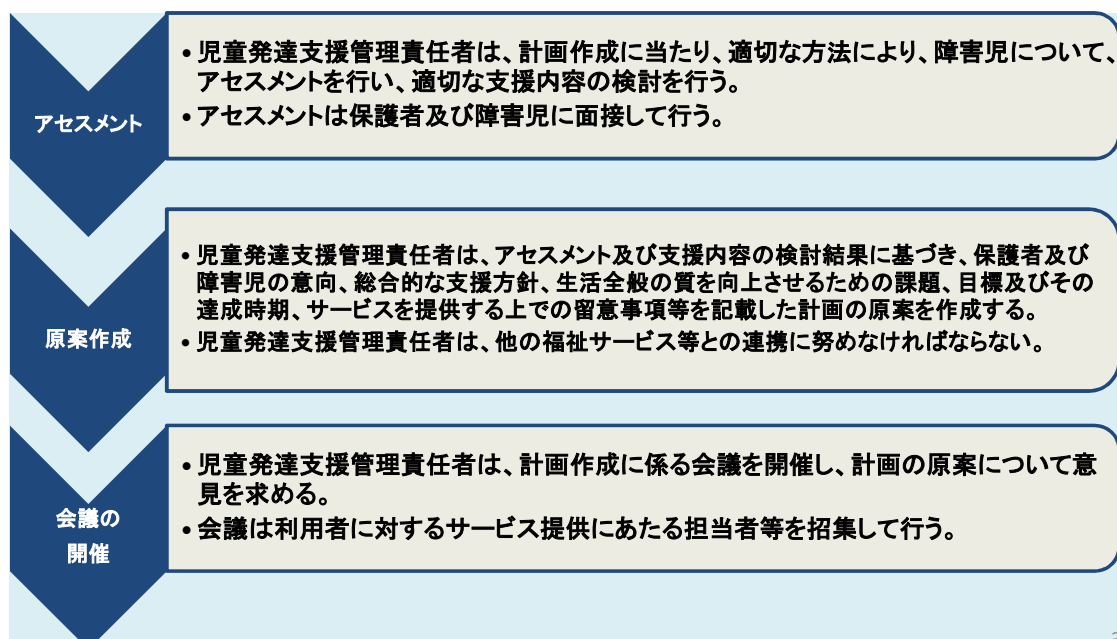 アセスメント
• 児童発達支援管理責任者は、計画作成に当たり、適切な方法により、障害児について、
アセスメントを行い、適切な支援内容の検討を行う。
• アセスメントは保護者及び障害児に面接して行う。
原案作成
• 児童発達支援管理責任者は、アセスメント及び支援内容の検討結果に基づき、保護者及び
障害児の意向、総合的な支援方針、生活全般の質を向上させるための課題、目標及びその
達成時期、サービスを提供する上での留意事項等を記載した計画の原案を作成する。
• 児童発達支援管理責任者は、他の福祉サービス等との連携に努めなければならない。
会議の
開催
• 児童発達支援管理責任者は、計画作成に係る会議を開催し、計画の原案について意
見を求める。
• 会議は利用者に対するサービス提供にあたる担当者等を招集して行う。